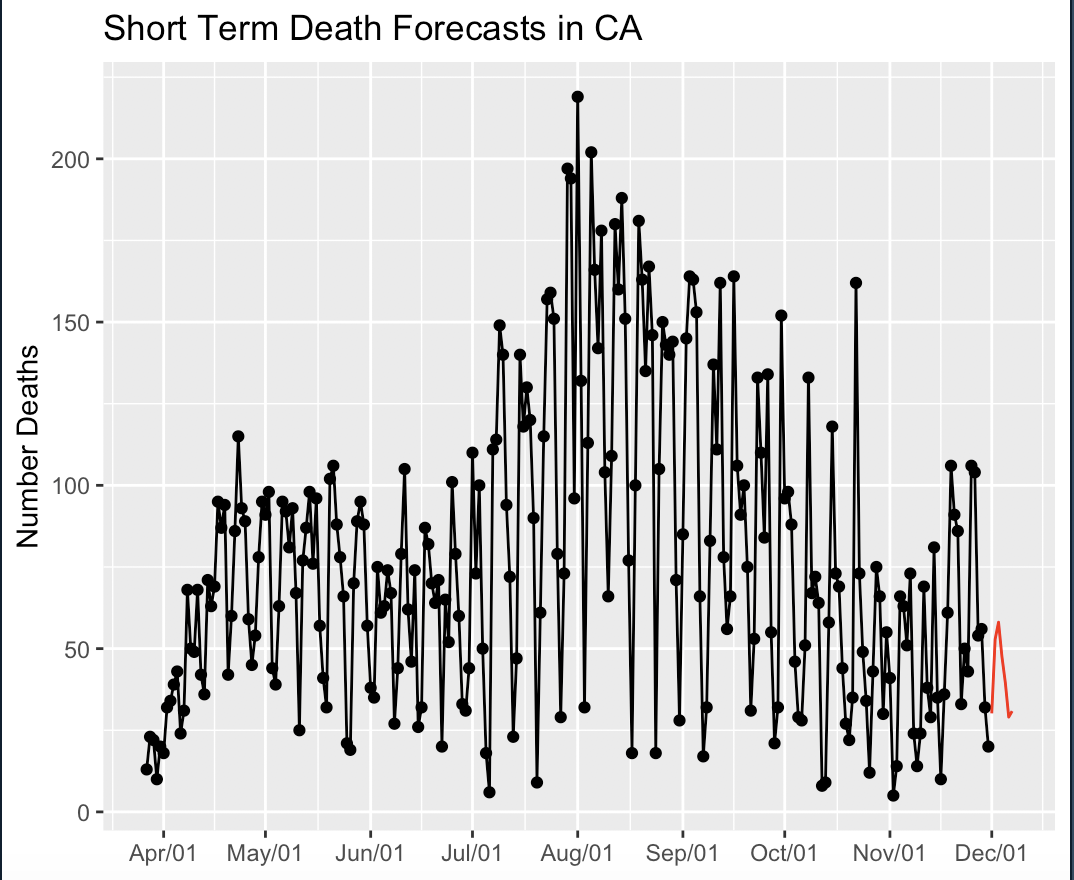 Short Term Death Forecasts in CA
Number Deaths
200
150
100
50
0
Apr/01 May/01 Jun/01 Jul/01 Aug/01 Sep/01 Oct/01 Nov/01 Dec/01